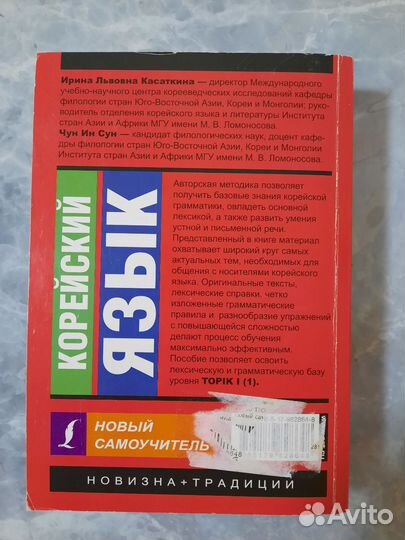 Ирина Львовна Касаткина — директор Международного
учебно-научного центра корееведческих исследований кафедры
филологии стран Юго-Восточной Азии, Кореи и Монголии; руко-
водитель отделения корейского языка и литературы Института
стран Азии и Африки МГУ имени М. В. Ломоносова.
Чун Ин Сун — кандидат филологических наук, доцент кафе-
дры филологии стран Юго-Восточной Азии, Кореи и Монголии
Института стран Азии и Африки МГУ имени М. В. Ломоносова.
КОРЕЙСКИЙ
ЯЗЫК
Авторская методика позволяет
получить базовые знания корейской
грамматики, овладеть основной
лексикой, а также развить умения
устной и письменной речи.
Представленный в книге материал
охватывает широкий круг самых
актуальных тем, необходимых для
общения с носителями корейского
языка. Оригинальные тексты,
лексические справки, четко
изложенные грамматические
правила и разнообразие упражнений
с повышающейся сложностью
делают процесс обучения
максимально эффективным.
Пособие позволяет освоить
лексическую и грамматическую базу
уровня TOPIK I (1).
НОВЫЙ
САМОУЧИТЕЛЬ
НОВИЗНА+ТРАДИЦИИ
Avito